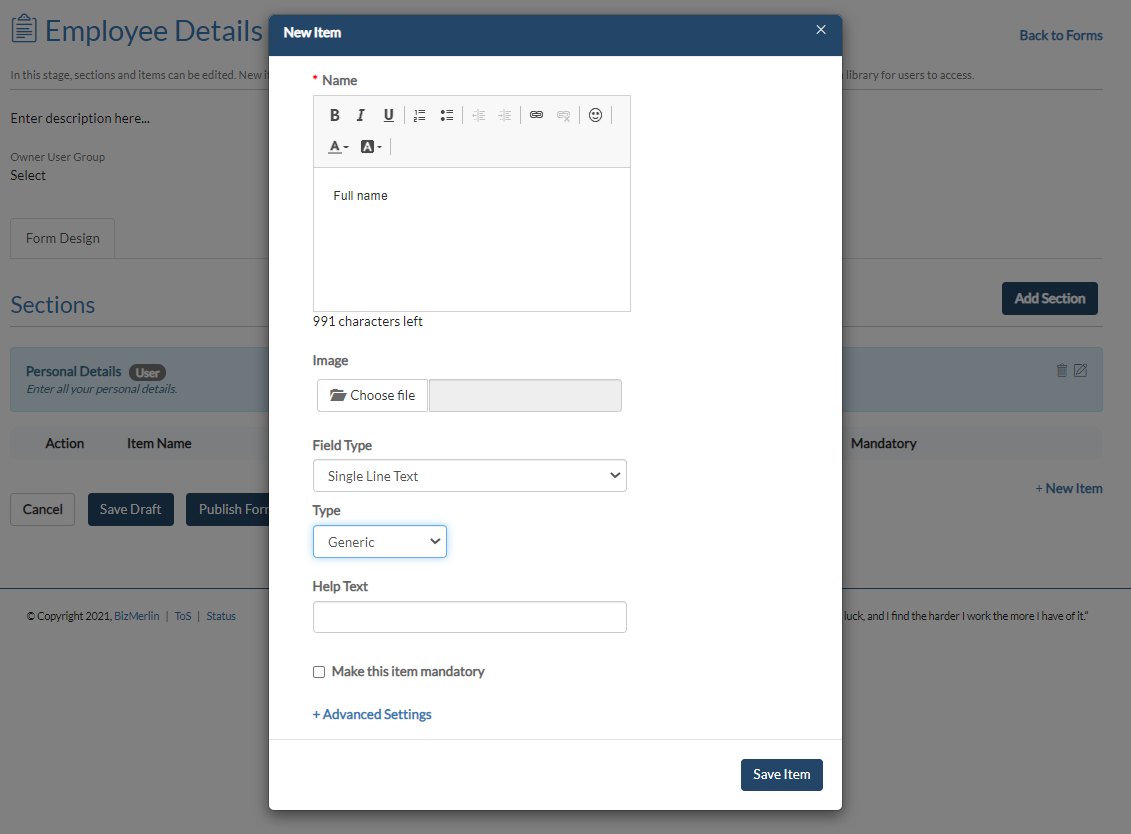 Employee Details
Back to Forms
In this stage, sections and items can be edited. New
library for users to access.
Enter description here...
Owner User Group
Select
Form Design
Sections
Add Section
Personal Details User
Enter all your personal details.
Action Item Name Mandatory
+ New Item
Cancel Save Draft Publish
© Copyright 2021, BizMerlin | ToS | Status
luck, and I find the harder I work the more I have of it."
New Item ×
* Name
B I U
A A
Full name
991 characters left
Image
Choose file
Field Type
Single Line Text
Type
Generic
Help Text
Make this item mandatory
+ Advanced Settings
Save Item